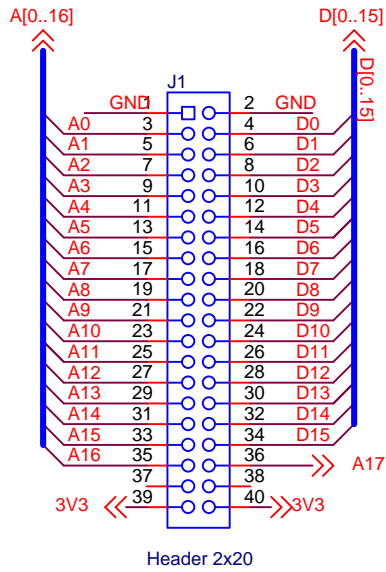 A[0..16] D[0..15]
D[0..15]
J1
GND 1 2 GND
A0 3 4 D0
A1 5 6 D1
A2 7 8 D2
A3 9 10 D3
A4 11 12 D4
A5 13 14 D5
A6 15 16 D6
A7 17 18 D7
A8 19 20 D8
A9 21 22 D9
A10 23 24 D10
A11 25 26 D11
A12 27 28 D12
A13 29 30 D13
A14 31 32 D14
A15 33 34 D15
A16 35 36 A17
37 38
3V3 39 40 3V3
Header 2x20